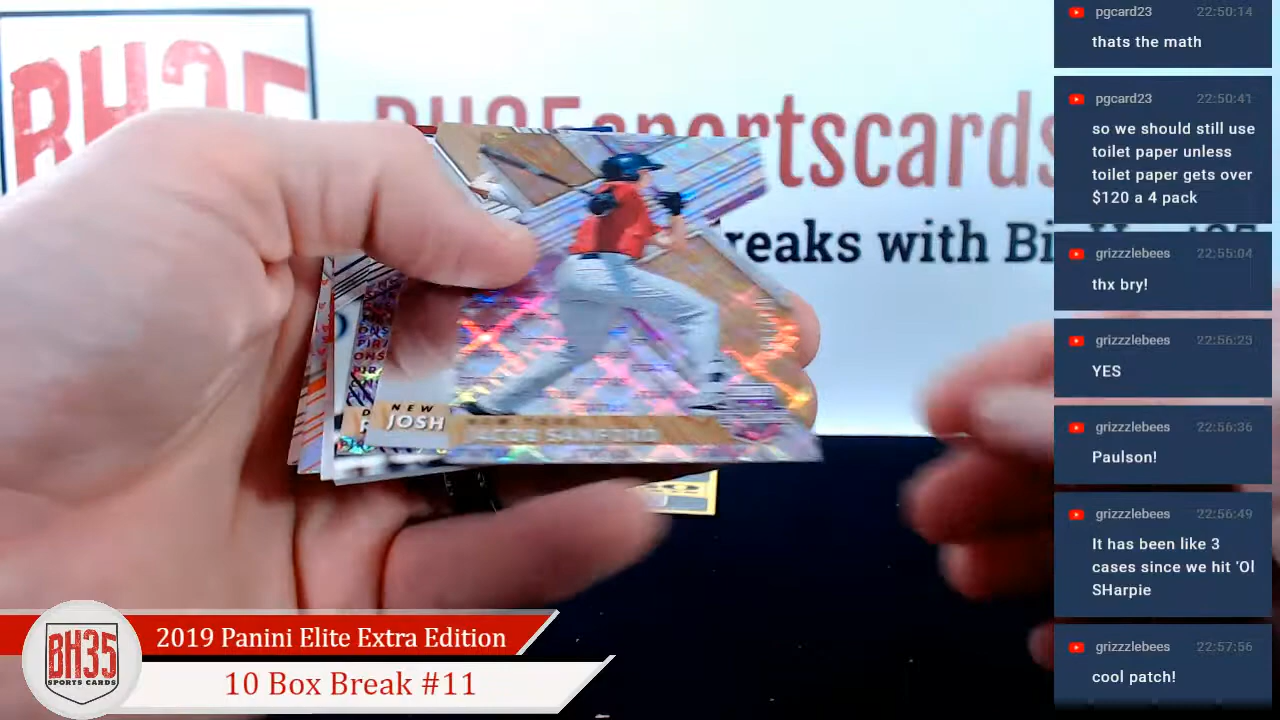 BH35
BH35sportscards
reaks with Bi
NEW
JOSH
JACOB SANFORD
BH35
SPORTS CARDS
2019 Panini Elite Extra Edition
10 Box Break #11
pgcard23 22:50:14
thats the math
pgcard23 22:50:41
so we should still use
toilet paper unless
toilet paper gets over
$120 a 4 pack
grizzzlebees 22:55:04
thx bry!
grizzzlebees 22:56:23
YES
grizzzlebees 22:56:36
Paulson!
grizzzlebees 22:56:49
It has been like 3
cases since we hit 'Ol
SHarpie
grizzzlebees 22:57:56
cool patch!